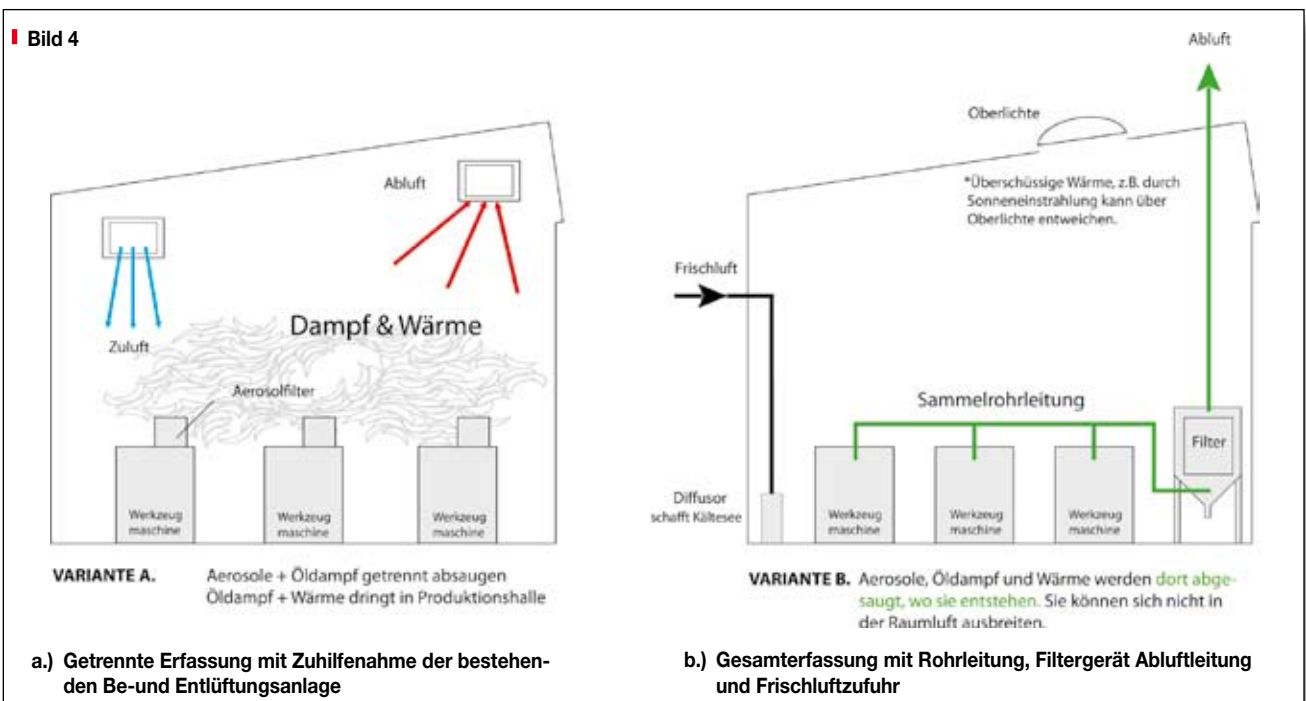 Bild 4
Abluft
Zuluft
Dampf & Wärme
Aerosolfilter
Werkzeug
maschine
Werkzeug
maschine
Werkzeug
maschine
VARIANTE A. Aerosole + Öldampf getrennt absaugen
Öldampf + Wärme dringt in Produktionshalle
a.) Getrennte Erfassung mit Zuhilfenahme der bestehen-
den Be-und Entlüftungsanlage
Abluft
Oberlichte
*Überschüssige Wärme, z.B. durch
Sonneneinstrahlung kann über
Oberlichte entweichen.
Frischluft
Sammelrohrleitung
Filter
Diffusor
schafft Kältesee
Werkzeug
maschine
Werkzeug
maschine
Werkzeug
maschine
VARIANTE B. Aerosole, Öldampf und Wärme werden dort abge-
saugt, wo sie entstehen. Sie können sich nicht in
der Raumluft ausbreiten.
b.) Gesamterfassung mit Rohrleitung, Filtergerät Abluftleitung
und Frischluftzufuhr